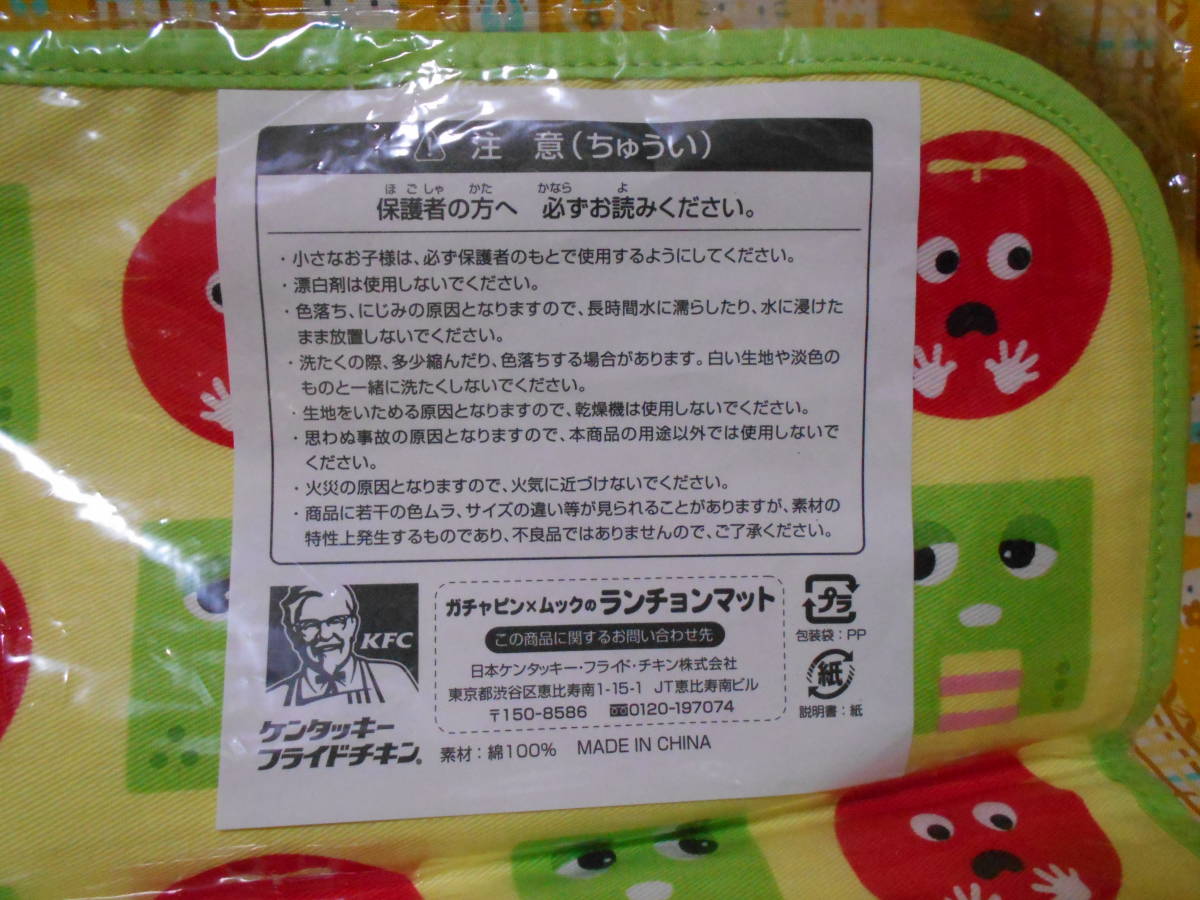 注 意(ちゅうい)
ほごしゃ かた かなら よ
保護者の方へ 必ずお読みください。
・小さなお子様は、必ず保護者のもとで使用するようにしてください。
・漂白剤は使用しないでください。
・色落ち、にじみの原因となりますので、長時間水に濡らしたり、水に浸けた
まま放置しないでください。
・洗たくの際、多少縮んだり、色落ちする場合があります。白い生地や淡色の
ものと一緒に洗たくしないでください。
・生地をいためる原因となりますので、乾燥機は使用しないでください。
・思わぬ事故の原因となりますので、本商品の用途以外では使用しないで
ください。
・火災の原因となりますので、火気に近づけないでください。
・商品に若干の色ムラ、サイズの違い等が見られることがありますが、素材の
特性上発生するものであり、不良品ではありませんので、ご了承ください。
KFC
ケンタッキー
フライドチキン®
ガチャピン×ムックのランチョンマット
この商品に関するお問い合わせ先
日本ケンタッキー・フライド・チキン株式会社
東京都渋谷区恵比寿南1-15-1 JT恵比寿南ビル
〒150-8586 0120-197074
素材:綿100% MADE IN CHINA
プラ
包装袋:PP
紙
説明書:紙